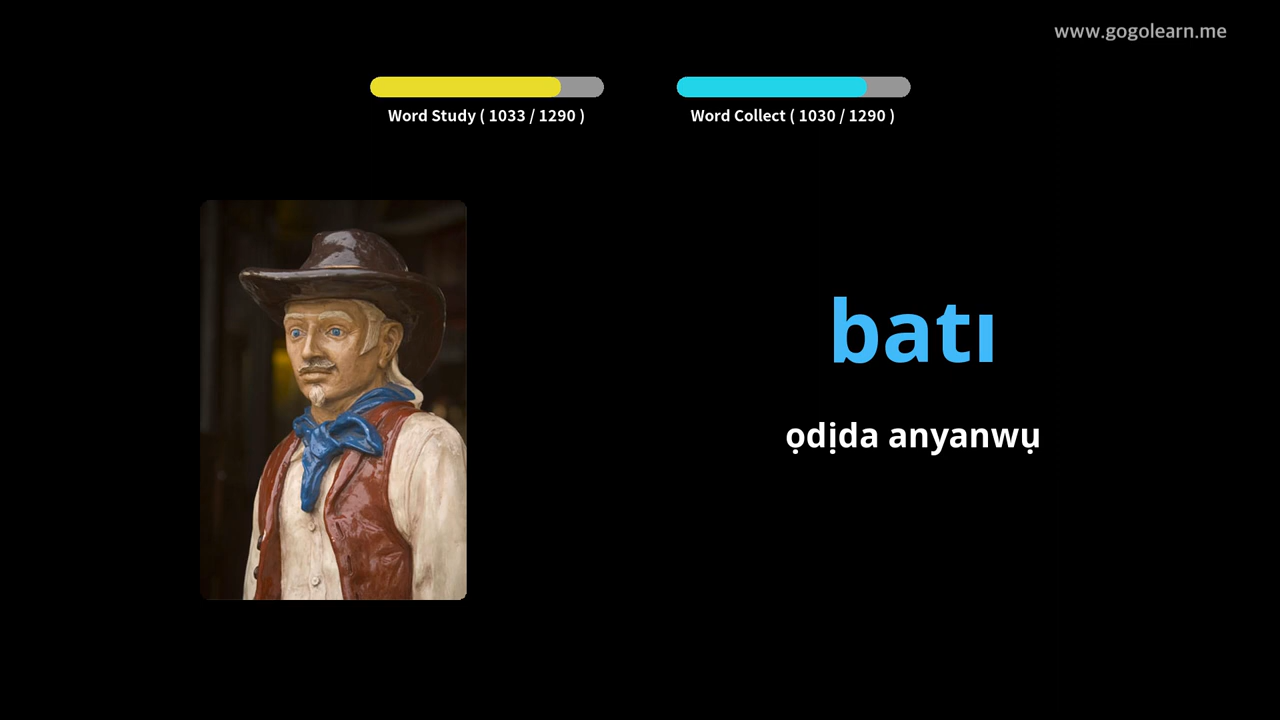 www.gogolearn.me
Word Study ( 1033 / 1290 )
Word Collect ( 1030 / 1290 )
batı
ọdịda anyanwụ